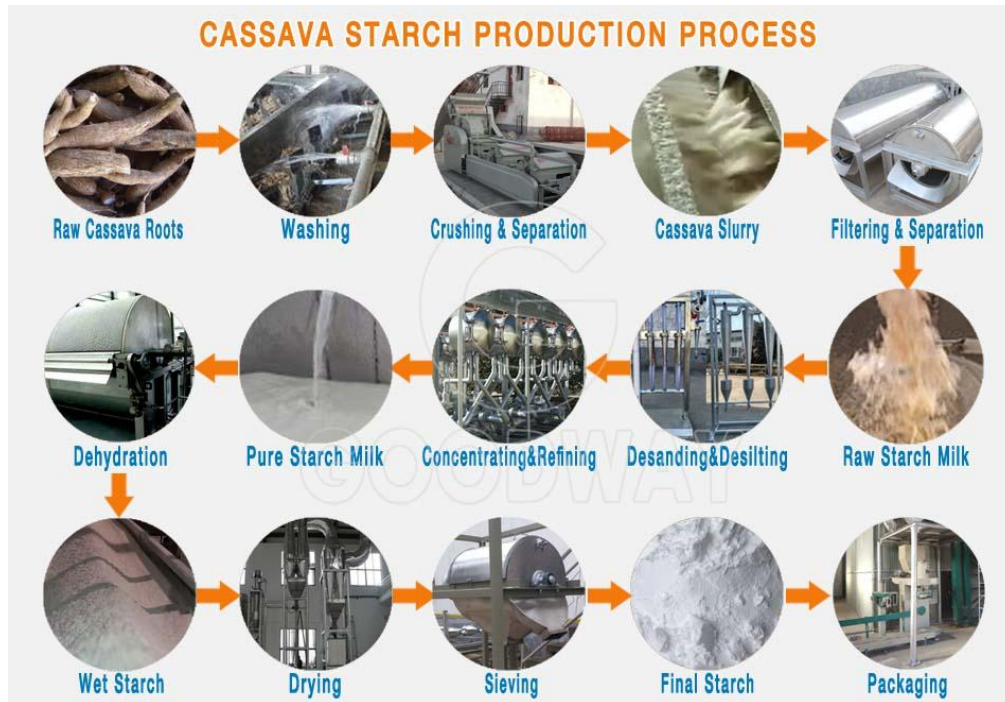 CASSAVA STARCH PRODUCTION PROCESS
Raw Cassava Roots
Washing
Crushing & Separation
Cassava Slurry
Filtering & Separation
Raw Starch Milk
Desanding&Desilting
Concentrating&Refining
Pure Starch Milk
Dehydration
Wet Starch
Drying
Sieving
Final Starch
Packaging
G
GOODWAY